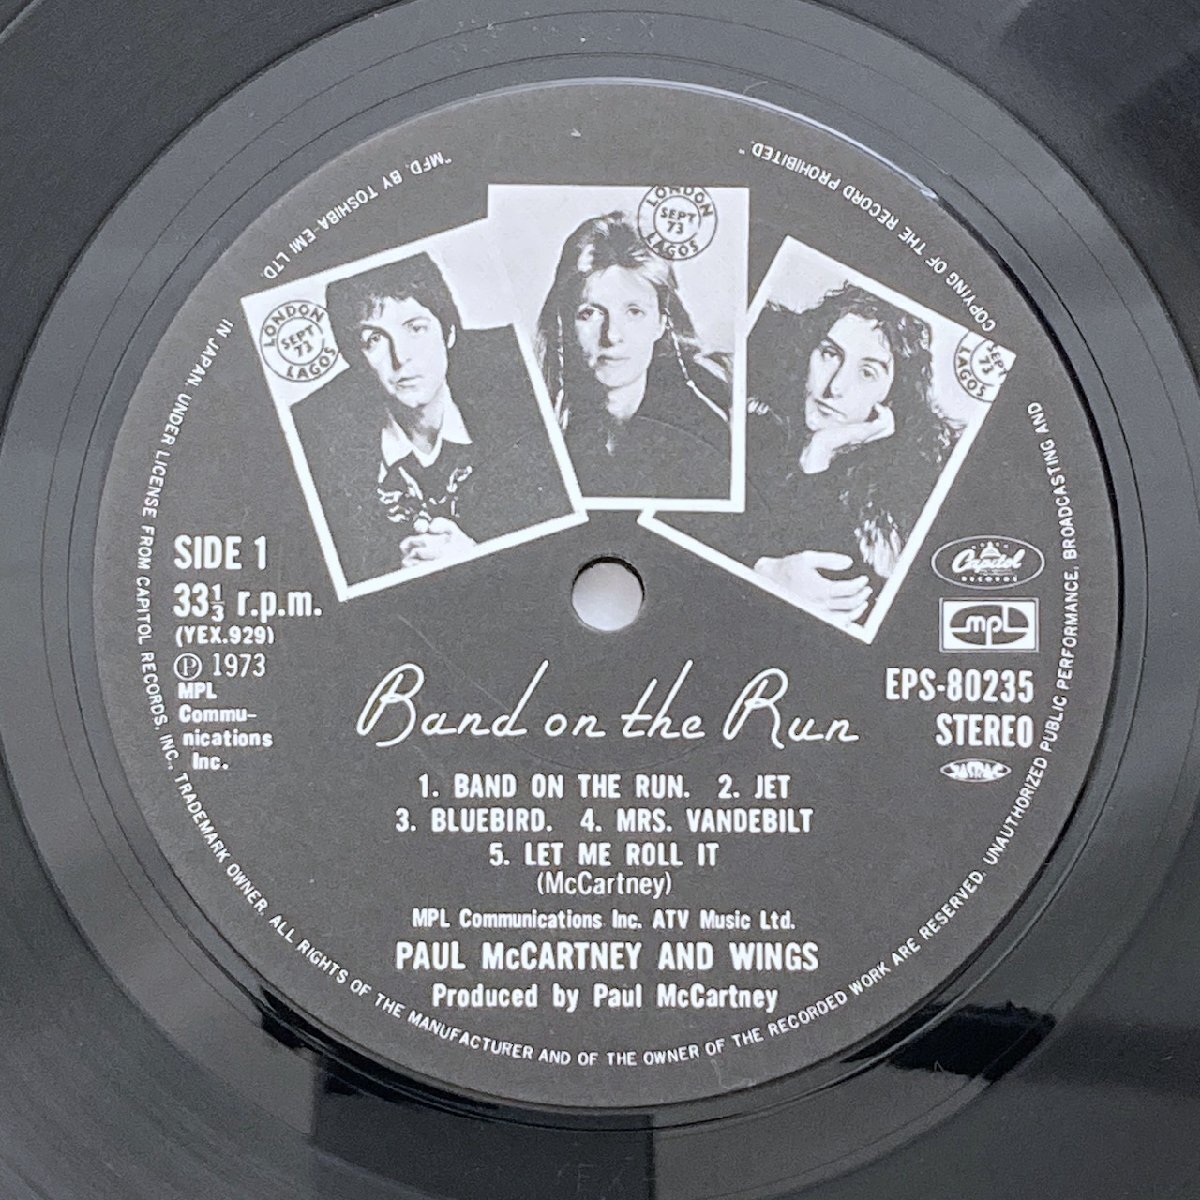 "MFD. BY TOSHIBA-EMI LTD. IN JAPAN. UNDER LICENSE FROM CAPITOL RECORDS, INC., TRADEMARK OWNER. ALL RIGHTS OF THE MANUFACTURER AND OF THE OWNER OF THE RECORDED WORK ARE RESERVED. UNAUTHORIZED PUBLIC PERFORMANCE, BROADCASTING AND COPYING OF THE RECORD PROHIBITED."
LONDON
SEPT
73
LAGOS
LONDON
SEPT
73
LAGOS
SEPT
73
LAGOS
SIDE 1
33⅓ r.p.m.
(YEX.929)
Ⓟ 1973
MPL
Commu-
nications
Inc.
Capitol
RECORDS
mpl
EPS-80235
STEREO
JASRAC
Band on the Run
1. BAND ON THE RUN. 2. JET
3. BLUEBIRD. 4. MRS. VANDEBILT
5. LET ME ROLL IT
(McCartney)
MPL Communications Inc. ATV Music Ltd.
PAUL McCARTNEY AND WINGS
Produced by Paul McCartney